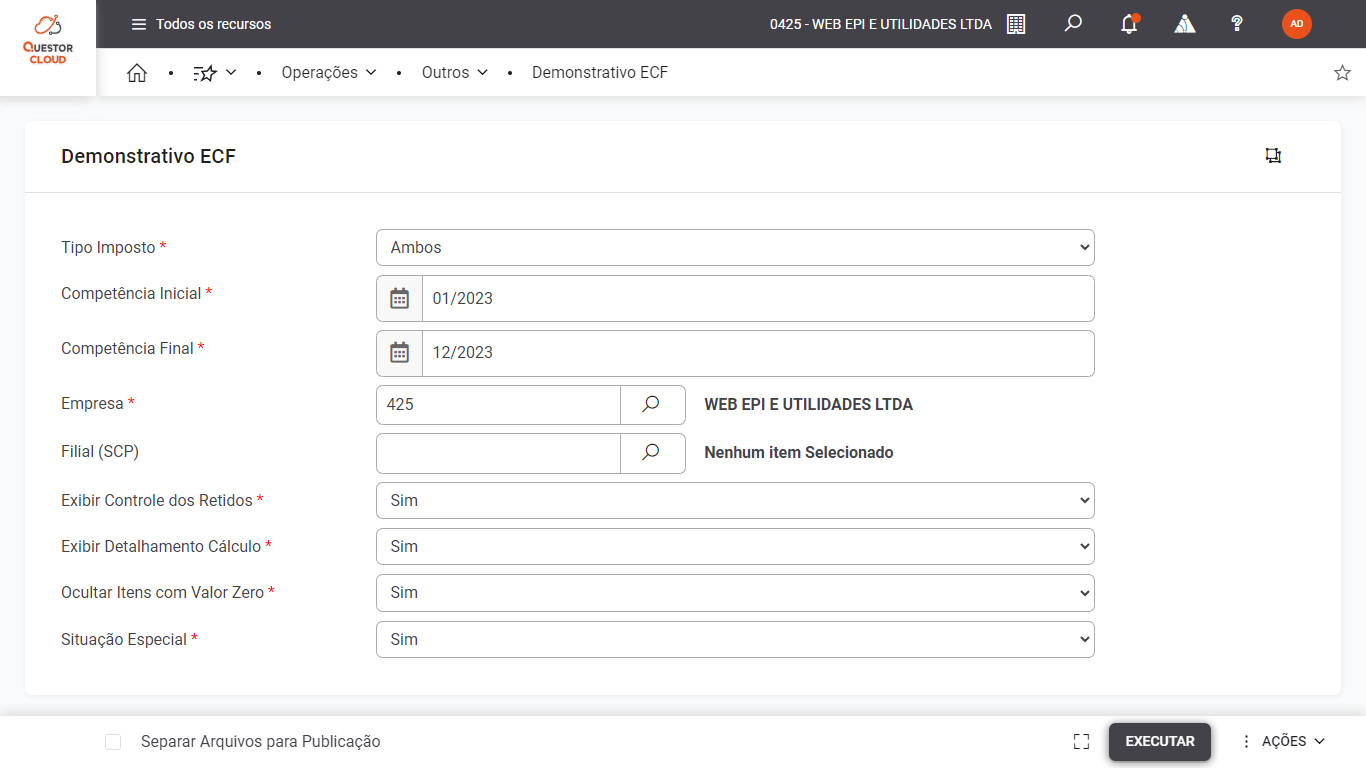 QUESTOR
CLOUD
Todos os recursos
0425 - WEB EPI E UTILIDADES LTDA
?
AD
Operações
Outros
Demonstrativo ECF
Demonstrativo ECF
Tipo Imposto *
Ambos
Competência Inicial *
01/2023
Competência Final *
12/2023
Empresa *
425
WEB EPI E UTILIDADES LTDA
Filial (SCP)
Nenhum item Selecionado
Exibir Controle dos Retidos *
Sim
Exibir Detalhamento Cálculo *
Sim
Ocultar Itens com Valor Zero *
Sim
Situação Especial *
Sim
Separar Arquivos para Publicação
EXECUTAR
AÇÕES